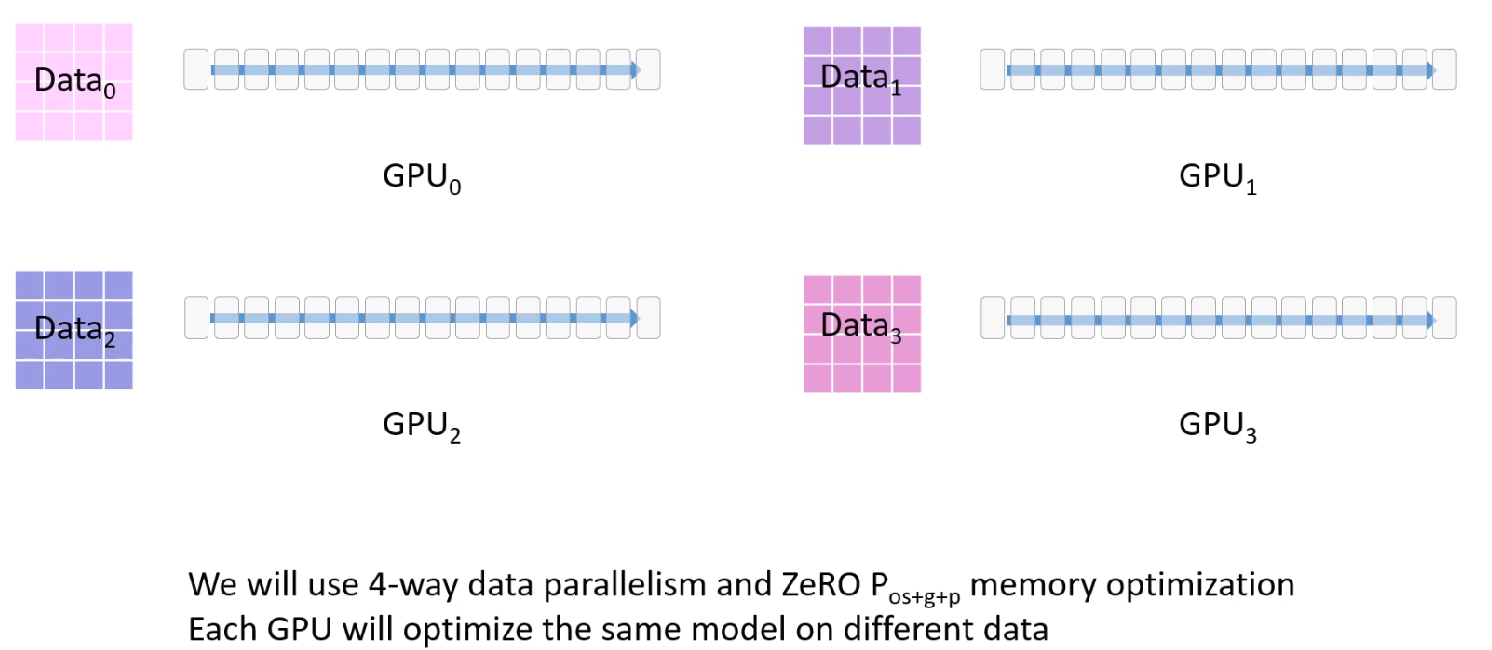 Data₀
Data₁
GPU₀
GPU₁
Data₂
Data₃
GPU₂
GPU₃
We will use 4-way data parallelism and ZeRO Pos+g+p memory optimization
Each GPU will optimize the same model on different data